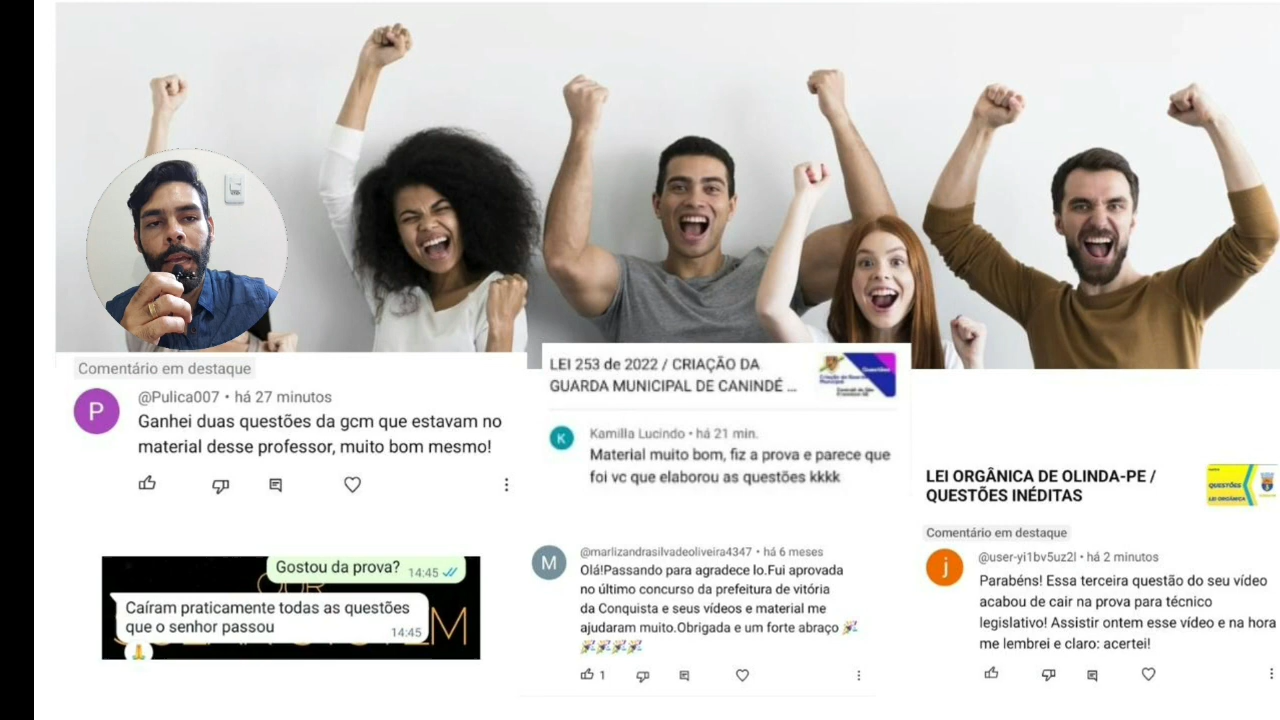 Comentário em destaque
@Pulica007 • há 27 minutos
Ganhei duas questões da gcm que estavam no
material desse professor, muito bom mesmo!
Gostou da prova? 14:45
Caíram praticamente todas as questões
que o senhor passou
14:45
LEI 253 de 2022 / CRIAÇÃO DA
GUARDA MUNICIPAL DE CANINDÉ ...
Questões
K
Kamilla Lucindo • há 21 min.
Material muito bom, fiz a prova e parece que
foi vc que elaborou as questões kkkk
M
@marlizandrasilvadeoliveira4347 • há 6 meses
Olá!Passando para agradece lo.Fui aprovada
no último concurso da prefeitura de vitória
da Conquista e seus vídeos e material me
ajudaram muito.Obrigada e um forte abraço
1
LEI ORGÂNICA DE OLINDA-PE /
QUESTÕES INÉDITAS
QUESTÕES
LEI ORGÂNICA
Comentário em destaque
j
@user-yi1bv5uz2l • há 2 minutos
Parabéns! Essa terceira questão do seu vídeo
acabou de cair na prova para técnico
legislativo! Assistir ontem esse vídeo e na hora
me lembrei e claro: acertei!
P